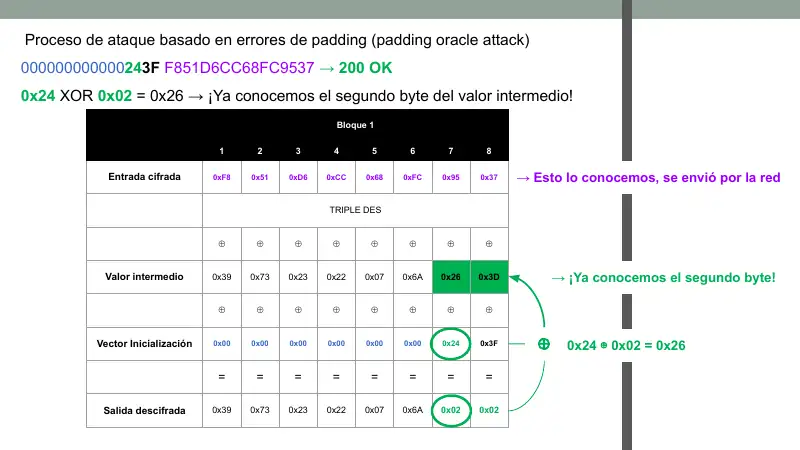 Proceso de ataque basado en errores de padding (padding oracle attack)
000000000000243F F851D6CC68FC9537 → 200 OK
0x24 XOR 0x02 = 0x26 → ¡Ya conocemos el segundo byte del valor intermedio!
Bloque 1
1 2 3 4 5 6 7 8
Entrada cifrada 0xF8 0x51 0xD6 0xCC 0x68 0xFC 0x95 0x37 → Esto lo conocemos, se envió por la red
TRIPLE DES
⊕ ⊕ ⊕ ⊕ ⊕ ⊕ ⊕ ⊕
Valor intermedio 0x39 0x73 0x23 0x22 0x07 0x6A 0x26 0x3D → ¡Ya conocemos el segundo byte!
⊕ ⊕ ⊕ ⊕ ⊕ ⊕ ⊕ ⊕
Vector Inicialización 0x00 0x00 0x00 0x00 0x00 0x00 0x24 0x3F ⊕ 0x24 ⊕ 0x02 = 0x26
= = = = = = = =
Salida descifrada 0x39 0x73 0x23 0x22 0x07 0x6A 0x02 0x02